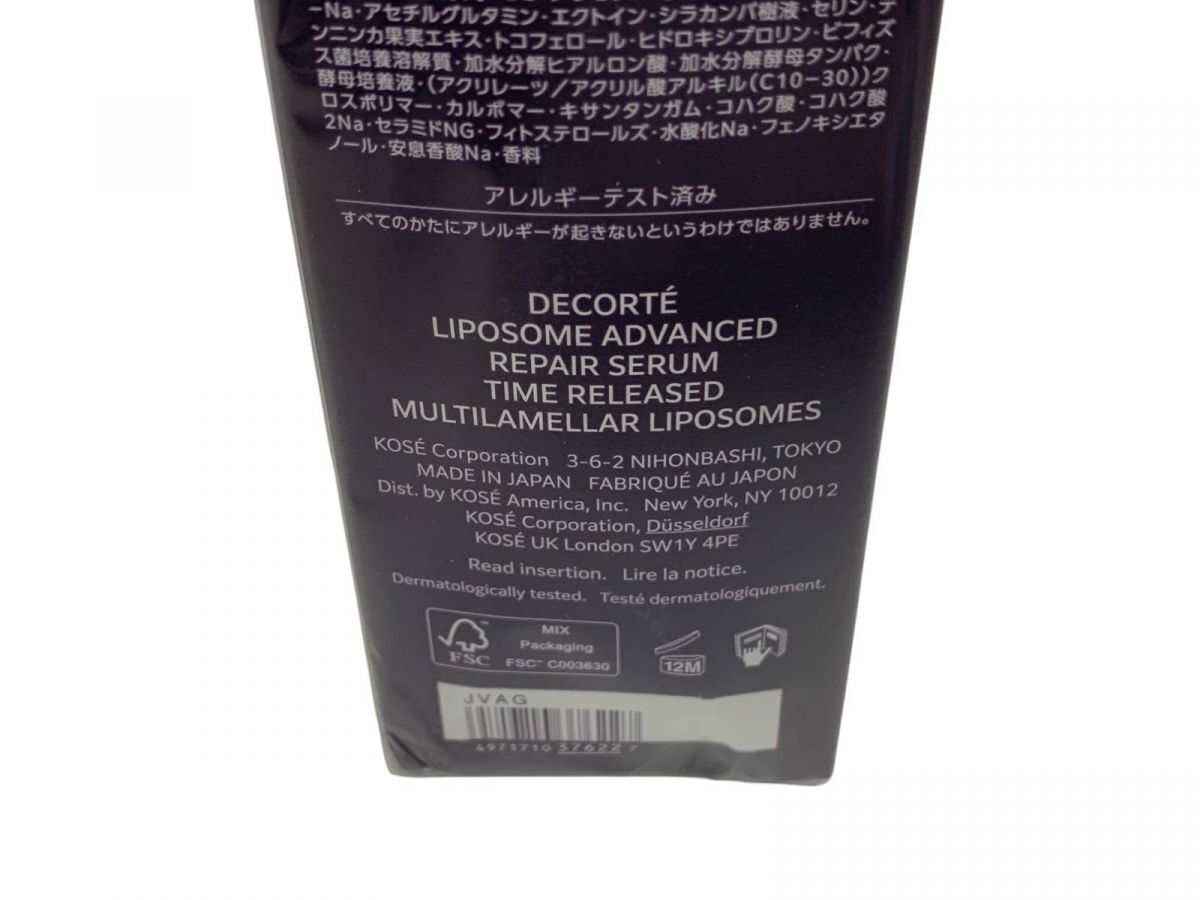 ーNa・アセチルグルタミン・エクトイン・シラカンバ樹液・セリン・テ
ンニンカ果実エキス・トコフェロール・ヒドロキシプロリン・ビフィズ
ス菌培養溶解質・加水分解ヒアルロン酸・加水分解酵母タンパク・
酵母培養液・(アクリレーツ/アクリル酸アルキル(C10-30))ク
ロスポリマー・カルボマー・キサンタンガム・コハク酸・コハク酸
2Na・セラミドNG・フィトステロールズ・水酸化Na・フェノキシエタ
ノール・安息香酸Na・香料
アレルギーテスト済み
すべてのかたにアレルギーが起きないというわけではありません。
DECORTÉ
LIPOSOME ADVANCED
REPAIR SERUM
TIME RELEASED
MULTILAMELLAR LIPOSOMES
KOSÉ Corporation 3-6-2 NIHONBASHI, TOKYO
MADE IN JAPAN FABRIQUÉ AU JAPON
Dist. by KOSÉ America, Inc. New York, NY 10012
KOSÉ Corporation, Düsseldorf
KOSÉ UK London SW1Y 4PE
Read insertion. Lire la notice.
Dermatologically tested. Testé dermatologiquement.
FSC™ MIX
Packaging
FSC™ C003630
12M
JVAG
4971710 376227